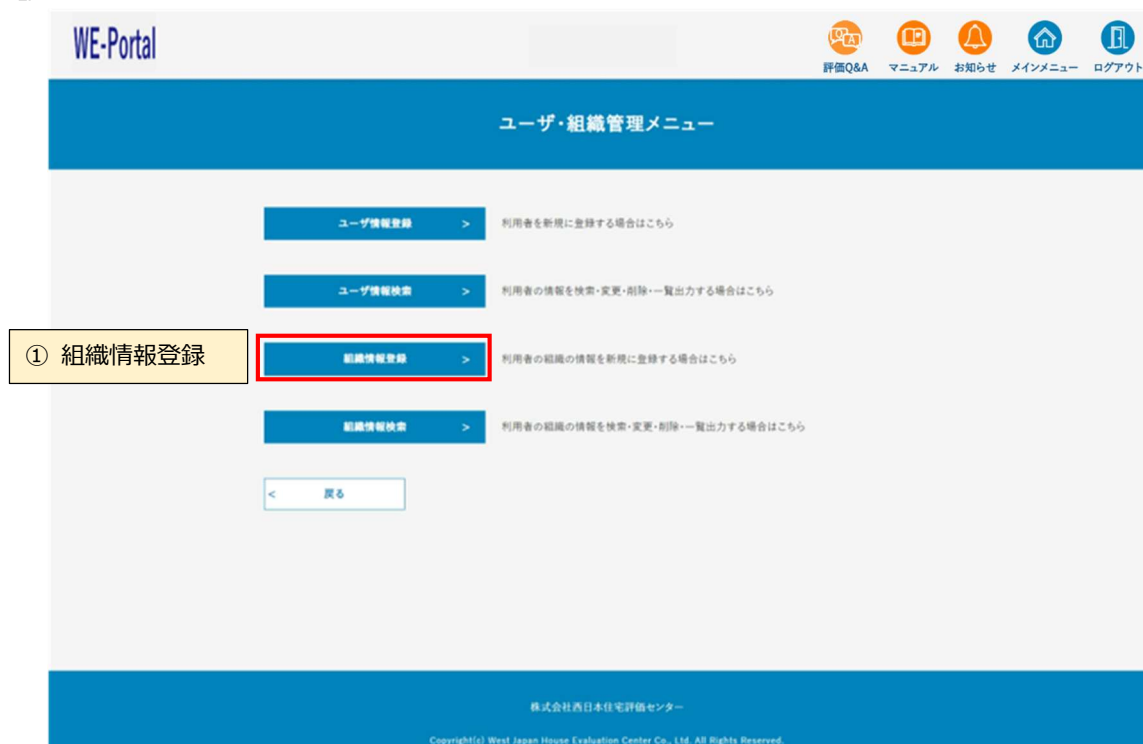 WE-Portal
評価Q&A マニュアル お知らせ メインメニュー ログアウト
ユーザ・組織管理メニュー
ユーザ情報登録 > 利用者を新規に登録する場合はこちら
ユーザ情報検索 > 利用者の情報を検索・変更・削除・一覧出力する場合はこちら
① 組織情報登録
組織情報登録 > 利用者の組織の情報を新規に登録する場合はこちら
組織情報検索 > 利用者の組織の情報を検索・変更・削除・一覧出力する場合はこちら
< 戻る
株式会社西日本住宅評価センター
Copyright(c) West Japan House Evaluation Center Co., Ltd. All Rights Reserved.